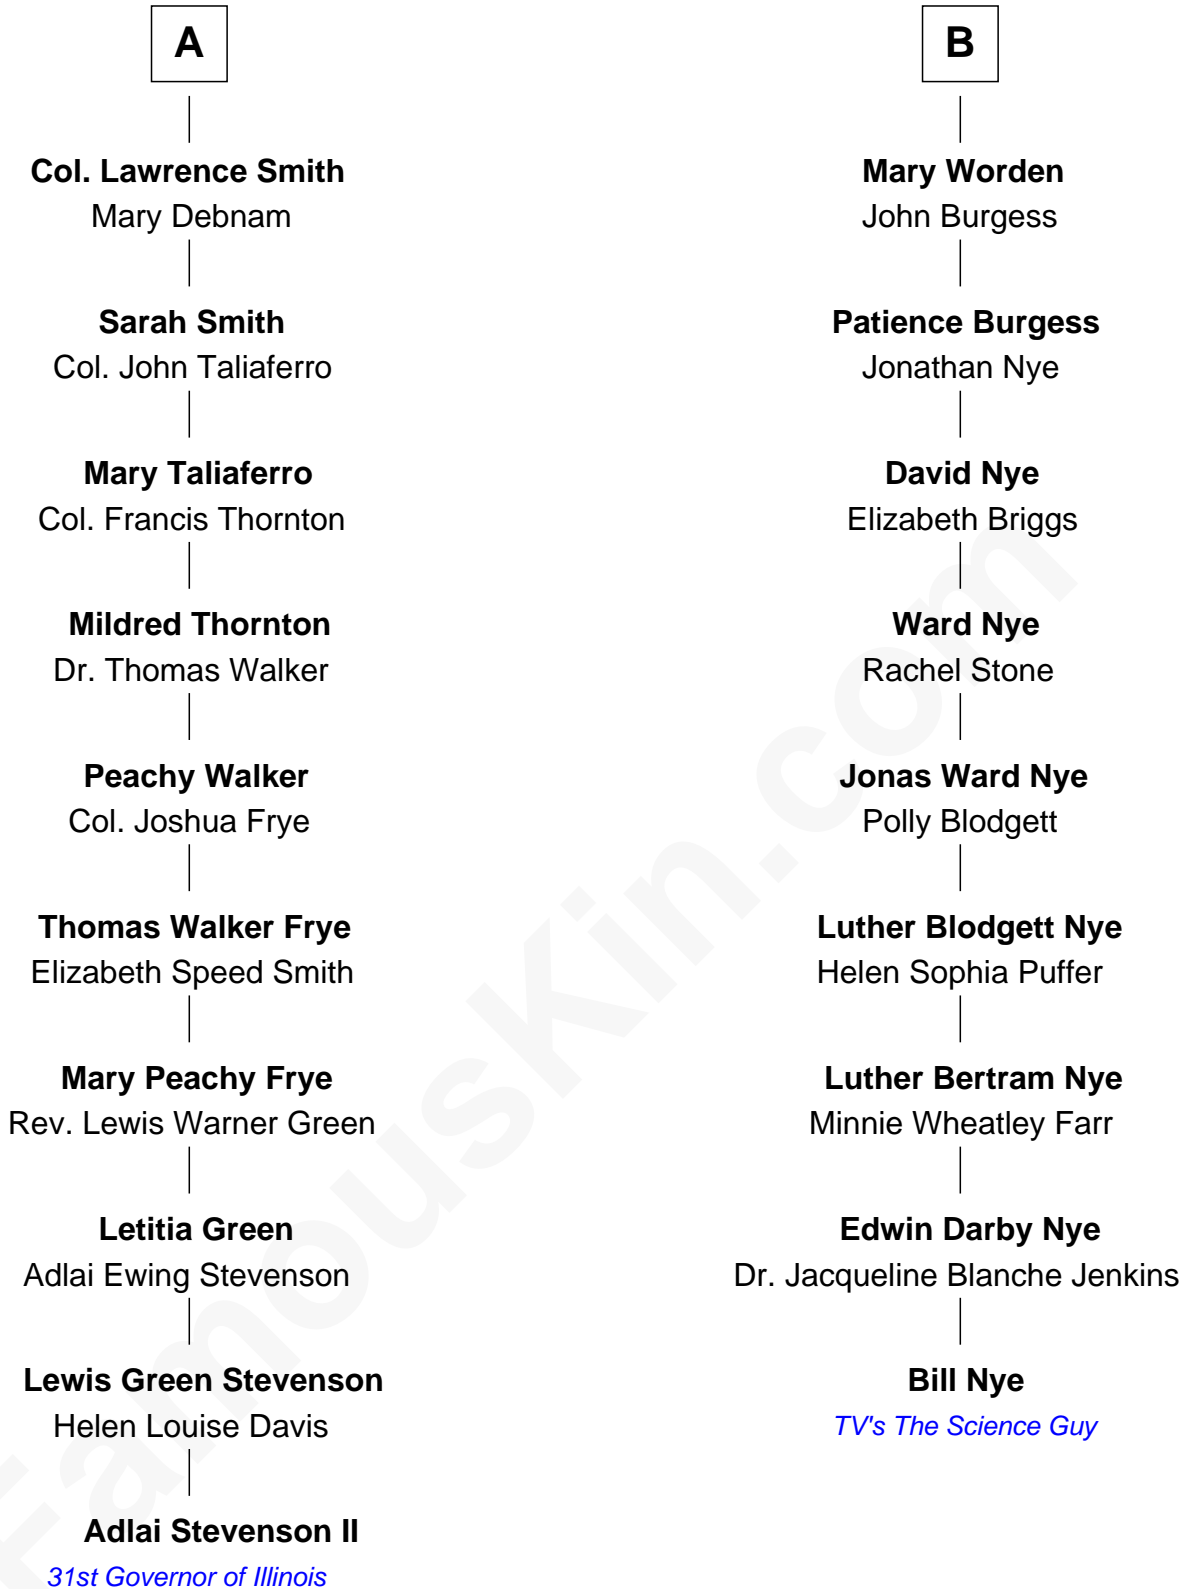 A
Col. Lawrence Smith
Mary Debnam
Sarah Smith
Col. John Taliaferro
Mary Taliaferro
Col. Francis Thornton
Mildred Thornton
Dr. Thomas Walker
Peachy Walker
Col. Joshua Frye
Thomas Walker Frye
Elizabeth Speed Smith
Mary Peachy Frye
Rev. Lewis Warner Green
Letitia Green
Adlai Ewing Stevenson
Lewis Green Stevenson
Helen Louise Davis
Adlai Stevenson II
31st Governor of Illinois
B
Mary Worden
John Burgess
Patience Burgess
Jonathan Nye
David Nye
Elizabeth Briggs
Ward Nye
Rachel Stone
Jonas Ward Nye
Polly Blodgett
Luther Blodgett Nye
Helen Sophia Puffer
Luther Bertram Nye
Minnie Wheatley Farr
Edwin Darby Nye
Dr. Jacqueline Blanche Jenkins
Bill Nye
TV's The Science Guy
FamousKin.com